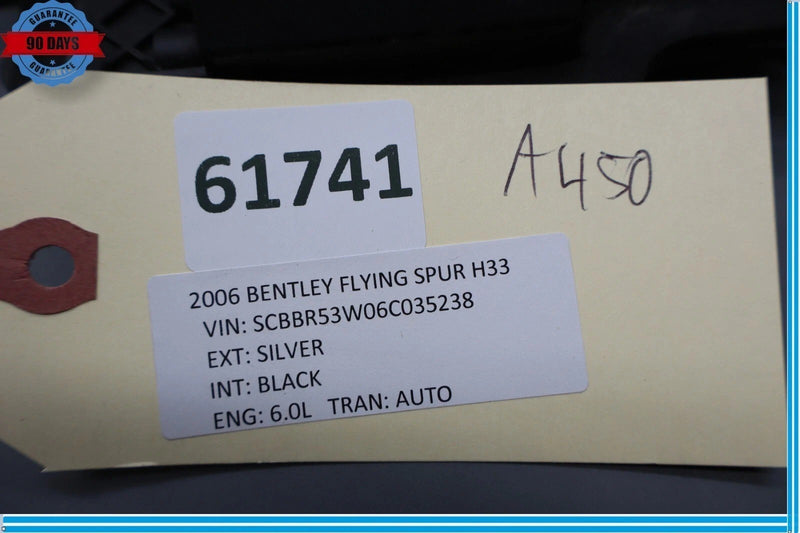 GUARANTEE
90 DAYS
GUARANTEE
61741
A450
2006 BENTLEY FLYING SPUR H33
VIN: SCBBR53W06C035238
EXT: SILVER
INT: BLACK
ENG: 6.0L TRAN: AUTO